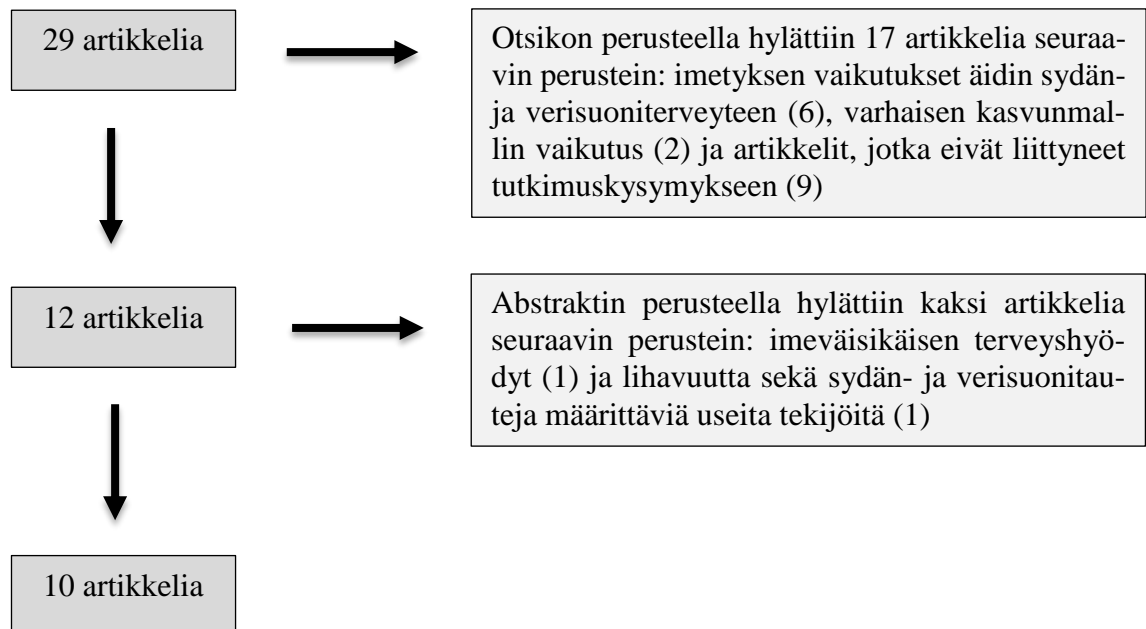 29 artikkelia
Otsikon perusteella hylättiin 17 artikkelia seuraa-
vin perustein: imetyksen vaikutukset äidin sydän-
ja verisuoniterveyteen (6), varhaisen kasvunmal-
lin vaikutus (2) ja artikkelit, jotka eivät liittyneet
tutkimuskysymykseen (9)
12 artikkelia
Abstraktin perusteella hylättiin kaksi artikkelia
seuraavin perustein: imeväisikäisen terveyshyö-
dyt (1) ja lihavuutta sekä sydän- ja verisuonitau-
teja määrittäviä useita tekijöitä (1)
10 artikkelia